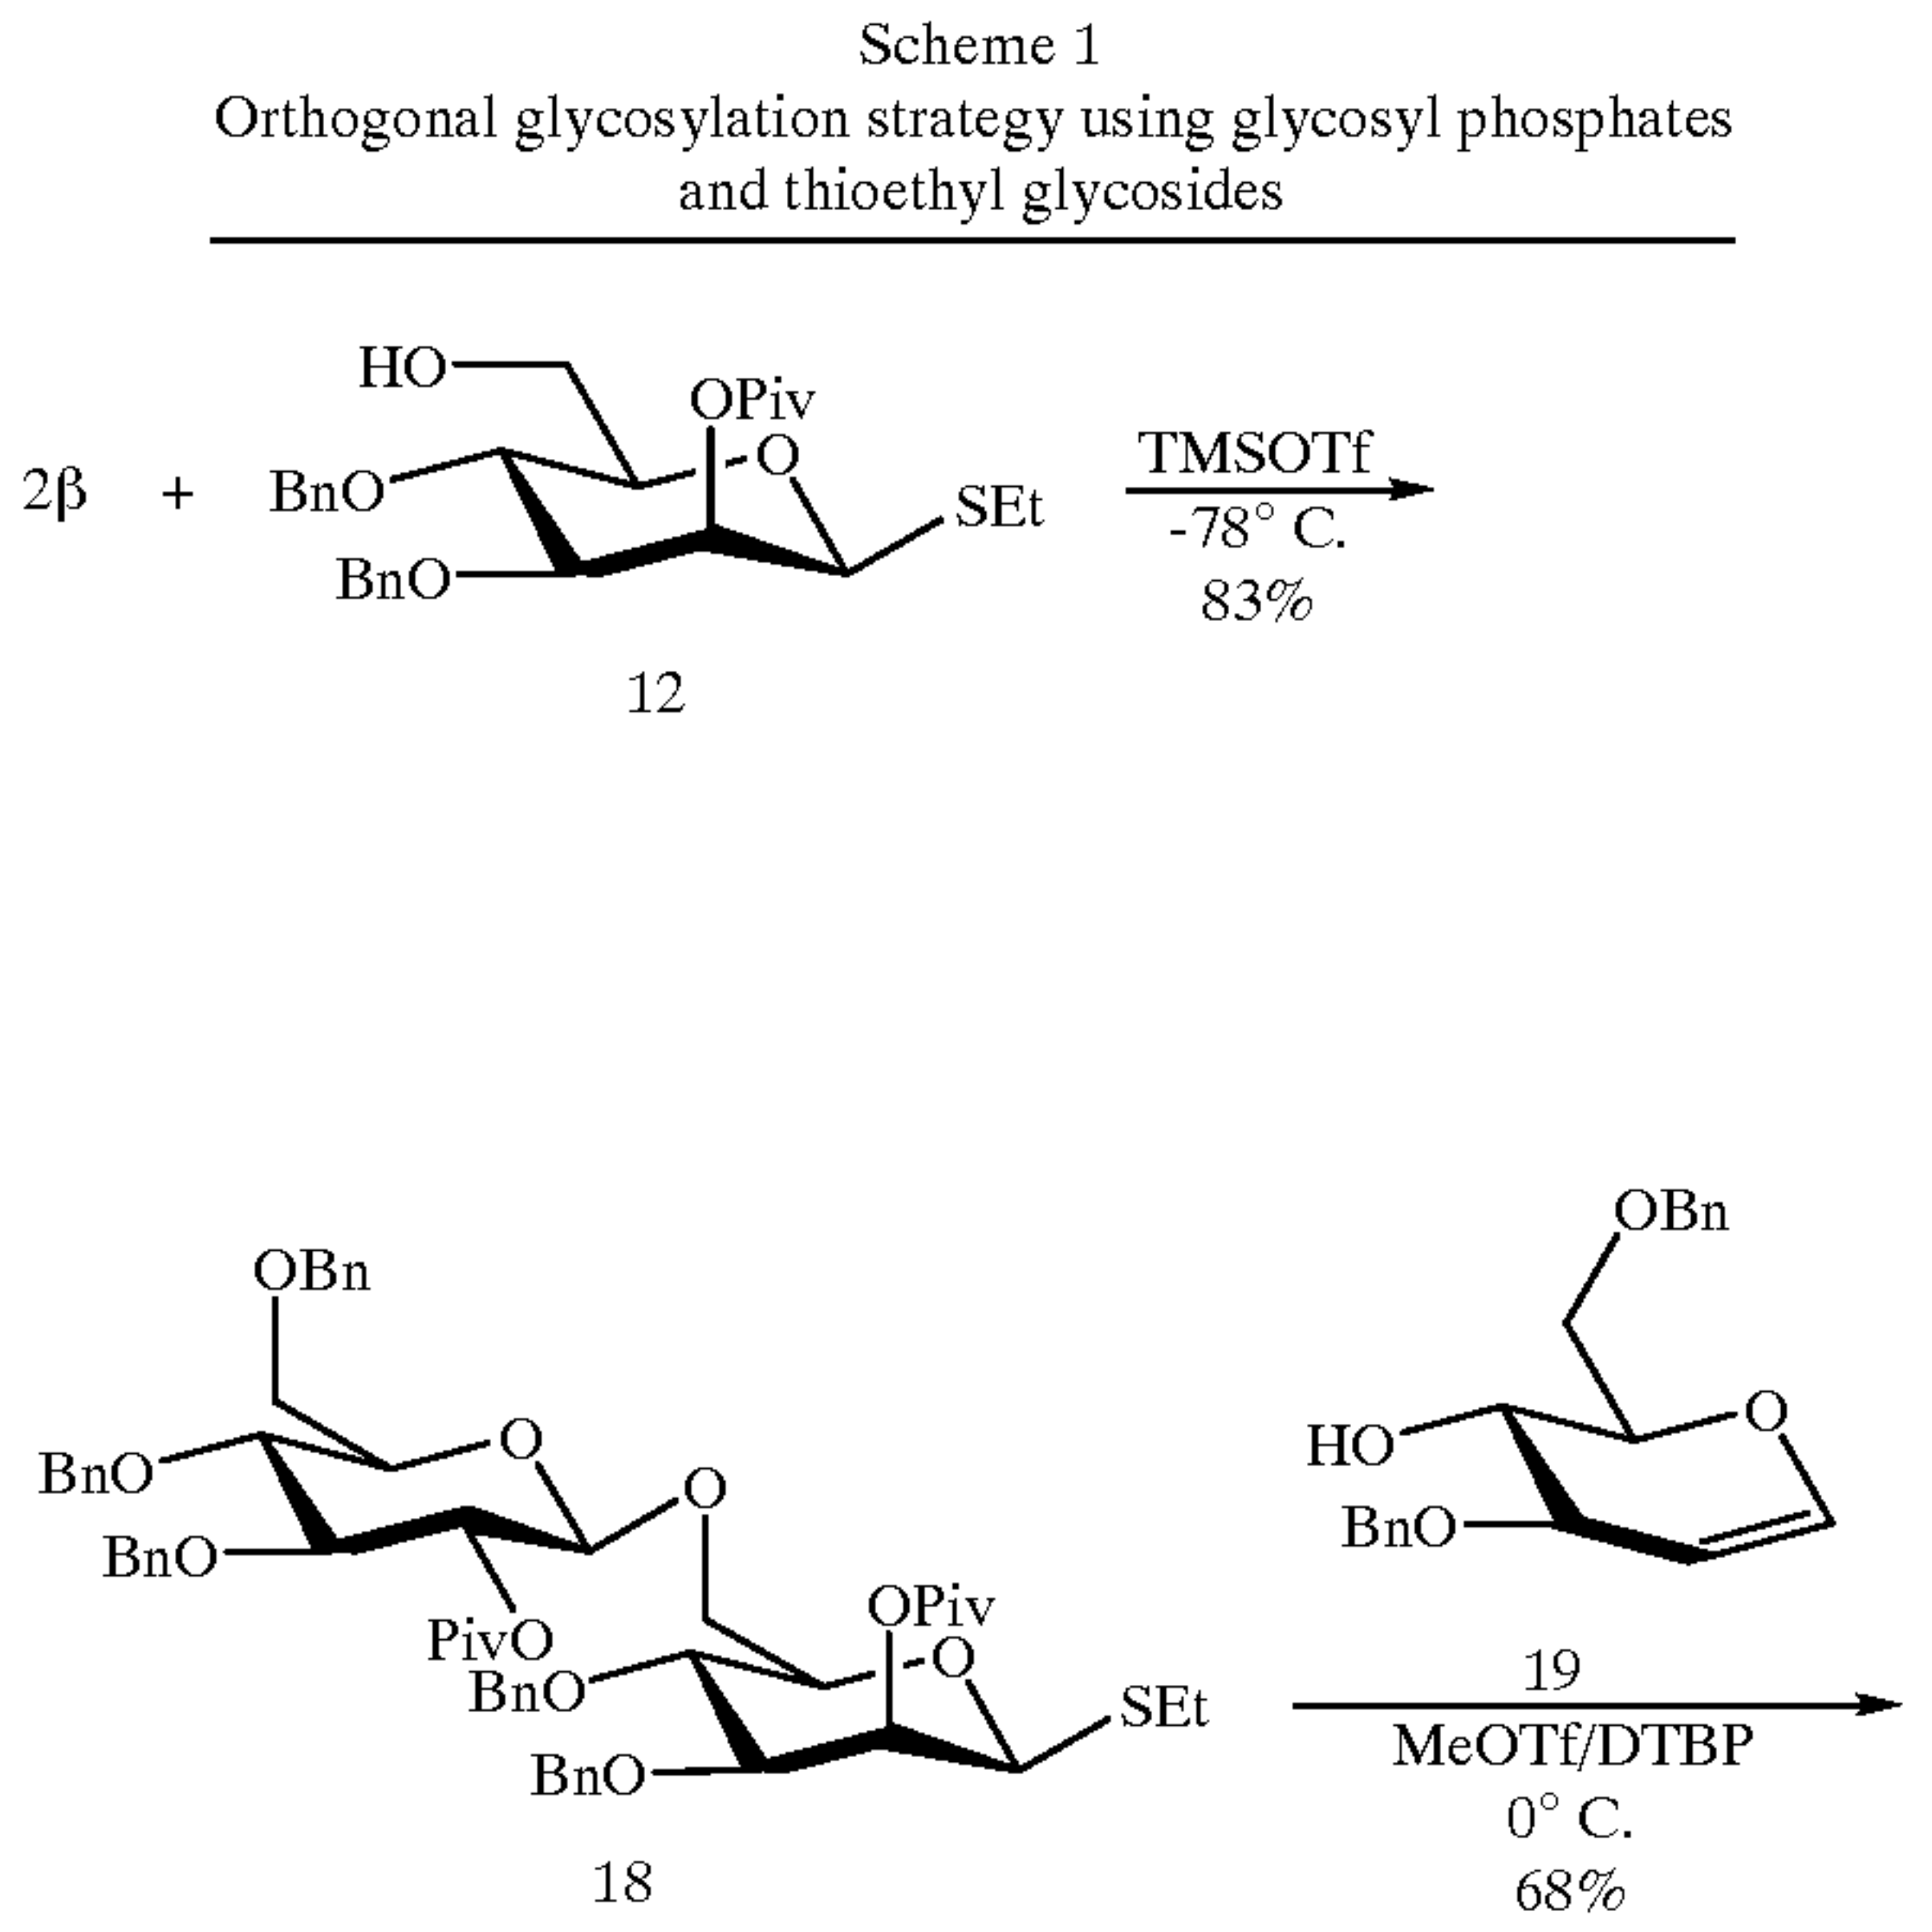 Scheme 1
Orthogonal glycosylation strategy using glycosyl phosphates
and thioethyl glycosides
HO
OPiv
O
BnO
SEt
BnO
2β +
TMSOTf
-78° C.
83%
12
OBn
O
BnO
O
BnO
PivO
OPiv
O
BnO
SEt
BnO
18
OBn
O
HO
BnO
19
MeOTf/DTBP
0° C.
68%